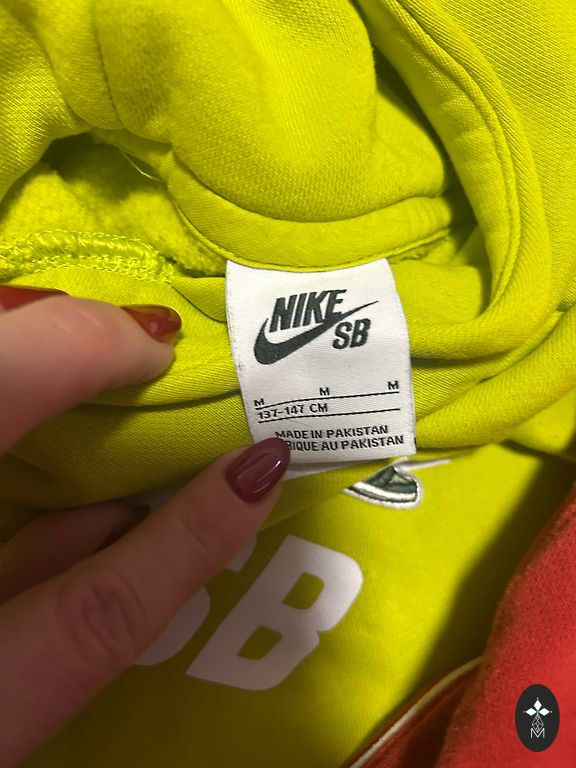 NIKE
SB
M M M
137-147 CM
MADE IN PAKISTAN
RIQUE AU PAKISTAN
SB
M